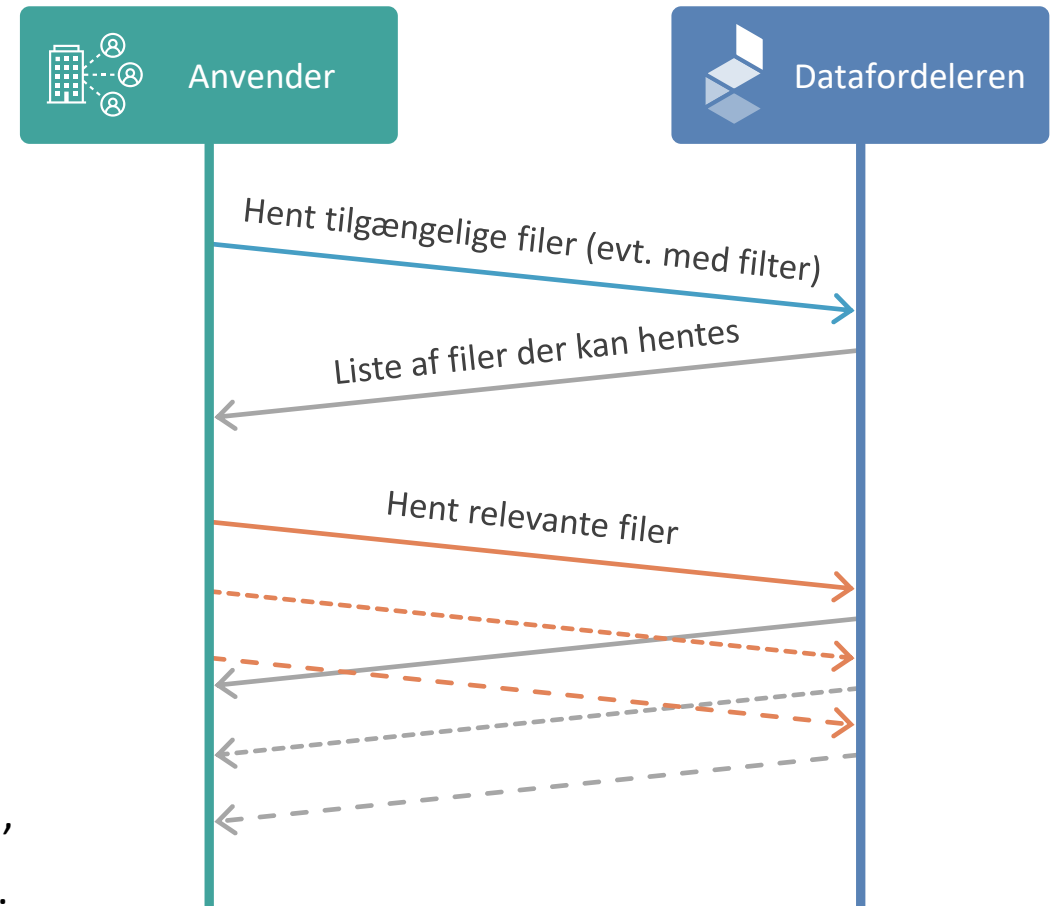 Anvender
Datafordeleren
Hent tilgængelige filer (evt. med filter)
Liste af filer der kan hentes
Hent relevante filer
,
.